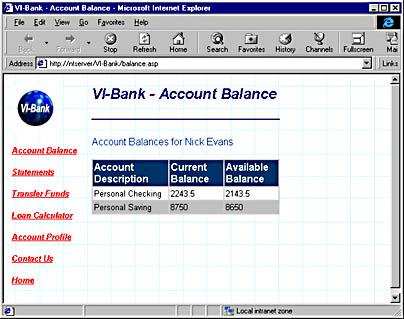 VI-Bank - Account Balance - Microsoft Internet Explorer
File Edit View Go Favorites Help
Back Forward Stop Refresh Home Search Favorites History Channels Fullscreen Mai
Address http://ntserver/VI-Bank/balance.asp Links
VI-Bank
VI-Bank - Account Balance
Account Balances for Nick Evans
Account Balance
Statements
Transfer Funds
Loan Calculator
Account Profile
Contact Us
Home
Account Description Current Balance Available Balance
Personal Checking 2243.5 2143.5
Personal Saving 8750 8650
Local intranet zone